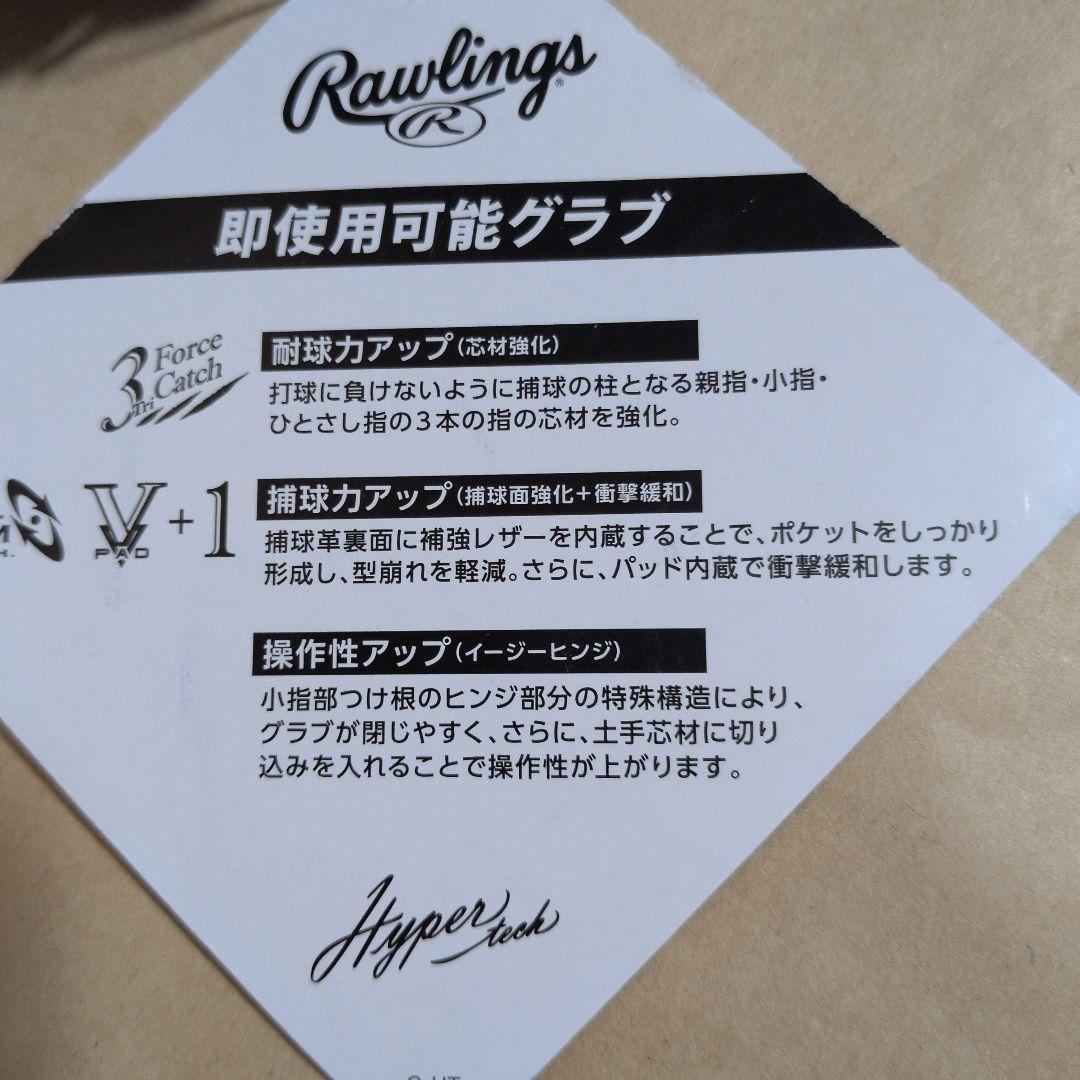 Rawlings®
R
即使用可能グラブ
3 Force
Tri Catch
耐球力アップ(芯材強化)
打球に負けないように捕球の柱となる親指・小指・
ひとさし指の3本の指の芯材を強化。
V+1
PAD
捕球力アップ(捕球面強化+衝撃緩和)
捕球革裏面に補強レザーを内蔵することで、ポケットをしっかり
形成し、型崩れを軽減。さらに、パッド内蔵で衝撃緩和します。
操作性アップ(イージーヒンジ)
小指部つけ根のヒンジ部分の特殊構造により、
グラブが閉じやすく、さらに、土手芯材に切り
込みを入れることで操作性が上がります。
Hyper tech